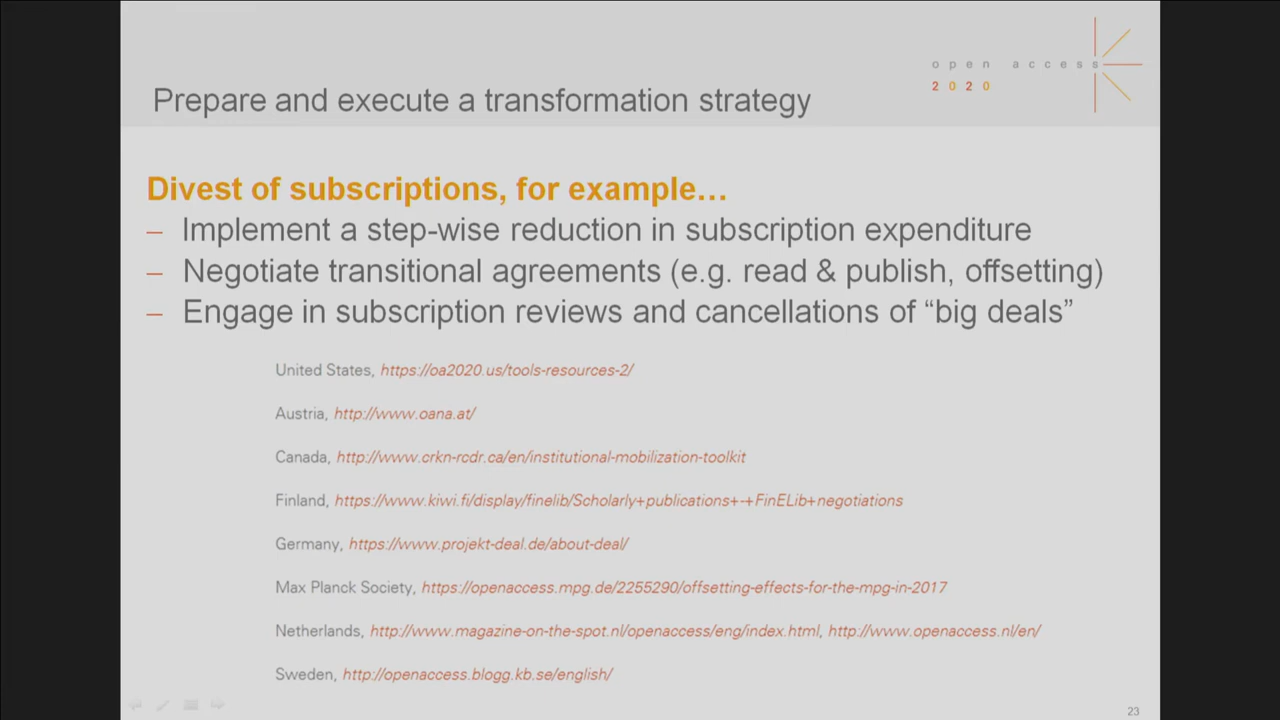 open access
2020
Prepare and execute a transformation strategy
Divest of subscriptions, for example…
– Implement a step-wise reduction in subscription expenditure
– Negotiate transitional agreements (e.g. read & publish, offsetting)
– Engage in subscription reviews and cancellations of “big deals”
United States, https://oa2020.us/tools-resources-2/
Austria, http://www.oana.at/
Canada, http://www.crkn-rcdr.ca/en/institutional-mobilization-toolkit
Finland, https://www.kiwi.fi/display/finelib/Scholarly+publications+-+FinELib+negotiations
Germany, https://www.projekt-deal.de/about-deal/
Max Planck Society, https://openaccess.mpg.de/2255290/offsetting-effects-for-the-mpg-in-2017
Netherlands, http://www.magazine-on-the-spot.nl/openaccess/eng/index.html, http://www.openaccess.nl/en/
Sweden, http://openaccess.blogg.kb.se/english/
23